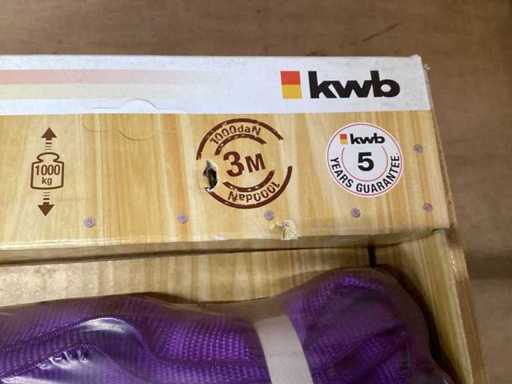 kwb
1000daN
3M
1000daN
1000
kg
kwb
5
YEARS GUARANTEE